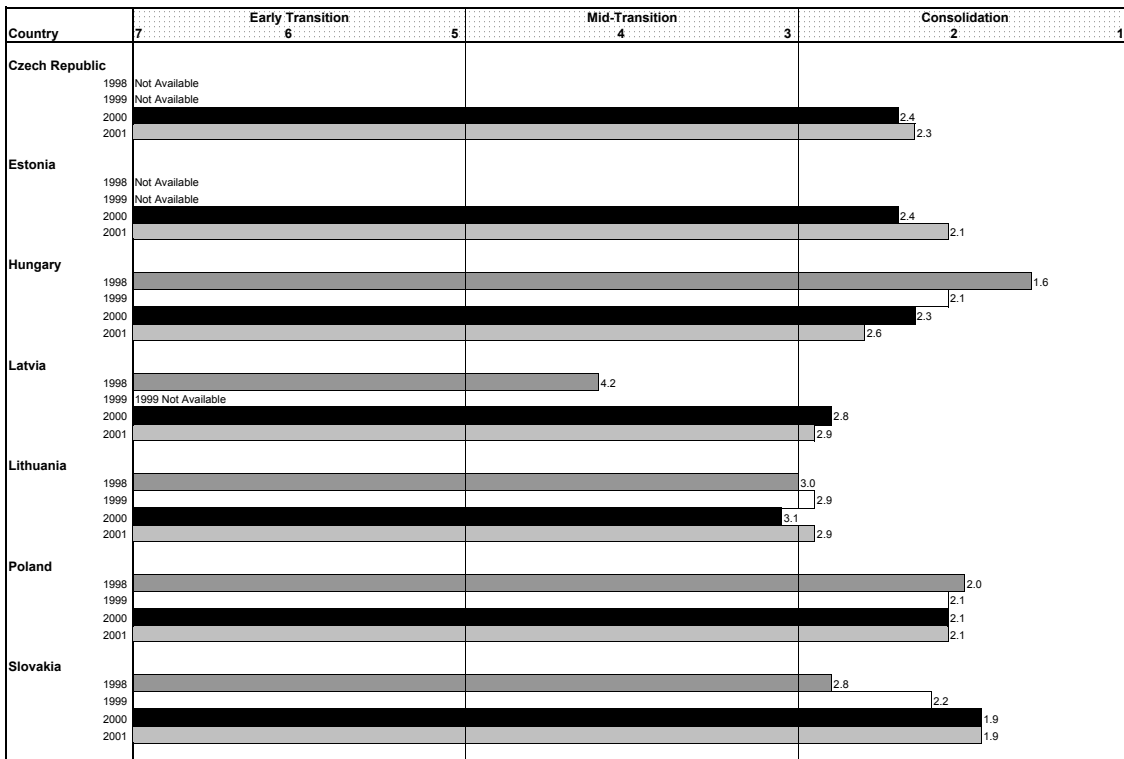 Early Transition Mid-Transition Consolidation
Country 7 6 5 4 3 2 1
Czech Republic
1998 Not Available
1999 Not Available
2000 2.4
2001 2.3
Estonia
1998 Not Available
1999 Not Available
2000 2.4
2001 2.1
Hungary
1998 1.6
1999 2.1
2000 2.3
2001 2.6
Latvia
1998 4.2
1999 1999 Not Available
2000 2.8
2001 2.9
Lithuania
1998 3.0
1999 2.9
2000 3.1
2001 2.9
Poland
1998 2.0
1999 2.1
2000 2.1
2001 2.1
Slovakia
1998 2.8
1999 2.2
2000 1.9
2001 1.9